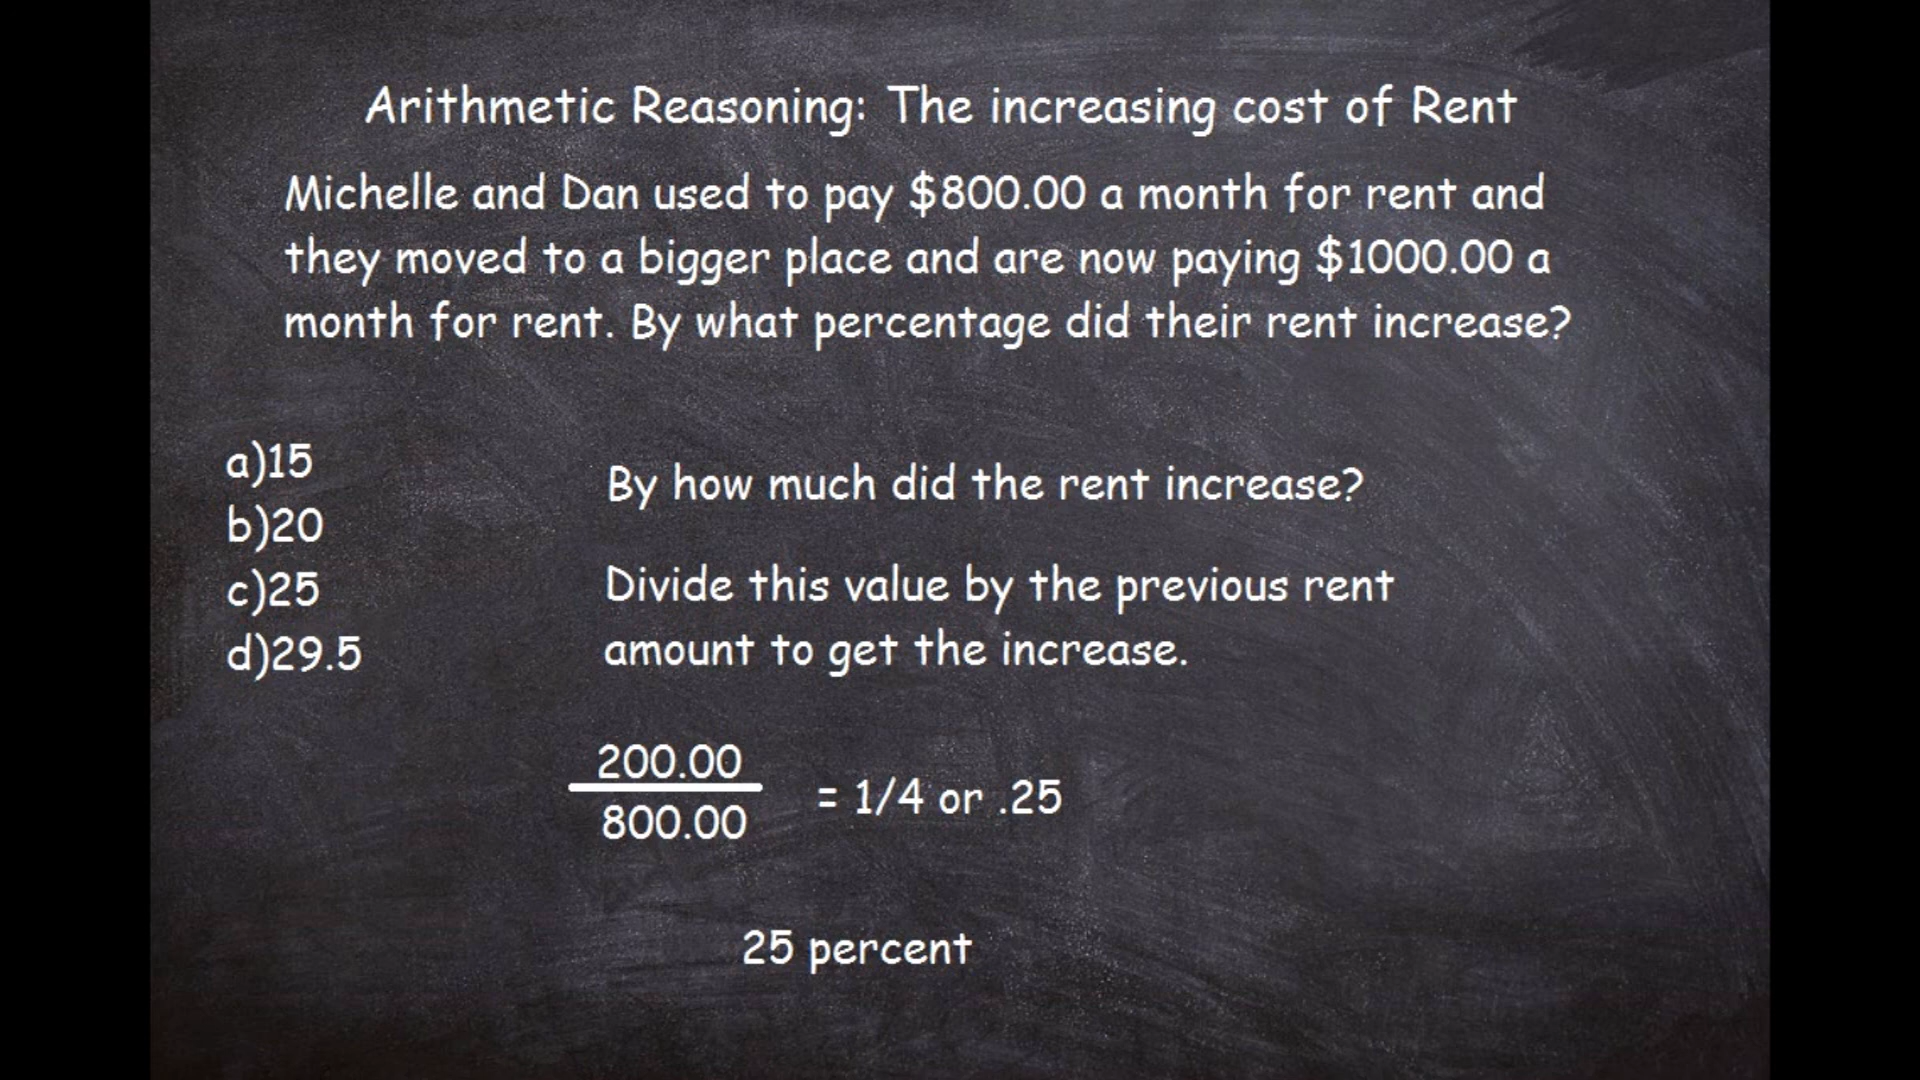 Arithmetic Reasoning: The increasing cost of Rent
Michelle and Dan used to pay $800.00 a month for rent and
they moved to a bigger place and are now paying $1000.00 a
month for rent. By what percentage did their rent increase?
a)15
b)20
c)25
d)29.5
By how much did the rent increase?
Divide this value by the previous rent
amount to get the increase.
200.00
800.00
= 1/4 or .25
25 percent